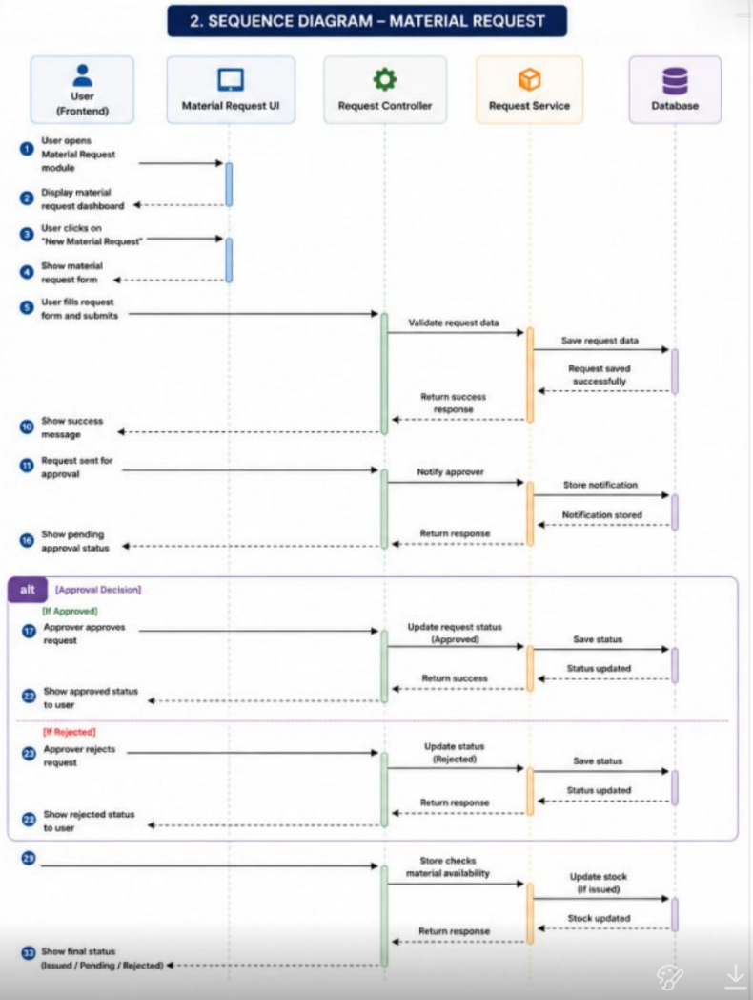 2. SEQUENCE DIAGRAM – MATERIAL REQUEST
User
(Frontend)
Material Request UI
Request Controller
Request Service
Database
1
User opens
Material Request
module
2
Display material
request dashboard
3
User clicks on
"New Material Request"
4
Show material
request form
5
User fills request
form and submits
Validate request data
Save request data
Request saved
successfully
Return success
response
10
Show success
message
11
Request sent for
approval
Notify approver
Store notification
Notification stored
Return response
16
Show pending
approval status
alt
[Approval Decision]
[If Approved]
17
Approver approves
request
Update request status
(Approved)
Save status
Status updated
Return success
22
Show approved status
to user
[If Rejected]
23
Approver rejects
request
Update status
(Rejected)
Save status
Status updated
Return response
Show rejected status
to user
29
Store checks
material availability
Update stock
(if issued)
Stock updated
Return response
33
Show final status
(Issued / Pending / Rejected)